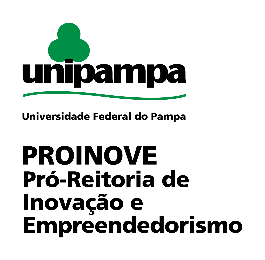 unipampa
Universidade Federal do Pampa
PROINOVE
Pró-Reitoria de
Inovação e
Empreendedorismo